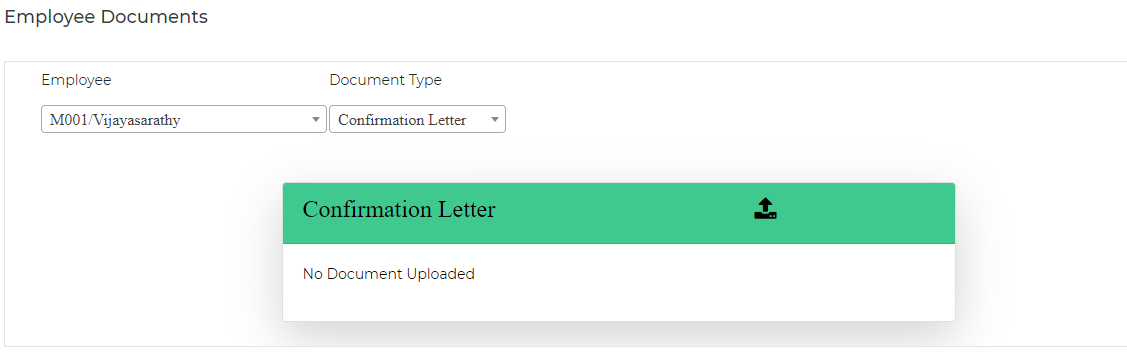 Employee Documents
Employee Document Type
M001/Vijayasarathy Confirmation Letter
Confirmation Letter
No Document Uploaded